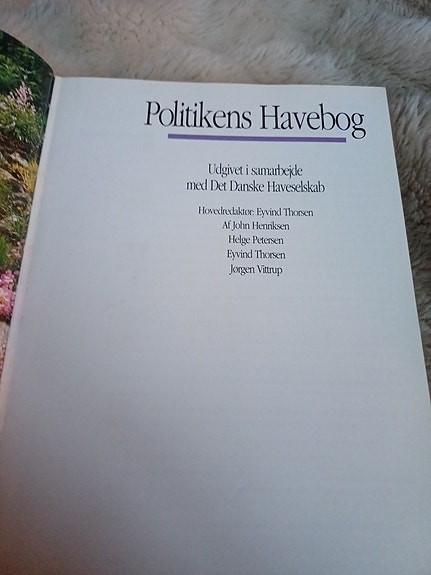 Politikens Havebog
Udgivet i samarbejde
med Det Danske Haveselskab
Hovedredaktør: Eyvind Thorsen
Af John Henriksen
Helge Petersen
Eyvind Thorsen
Jørgen Vittrup